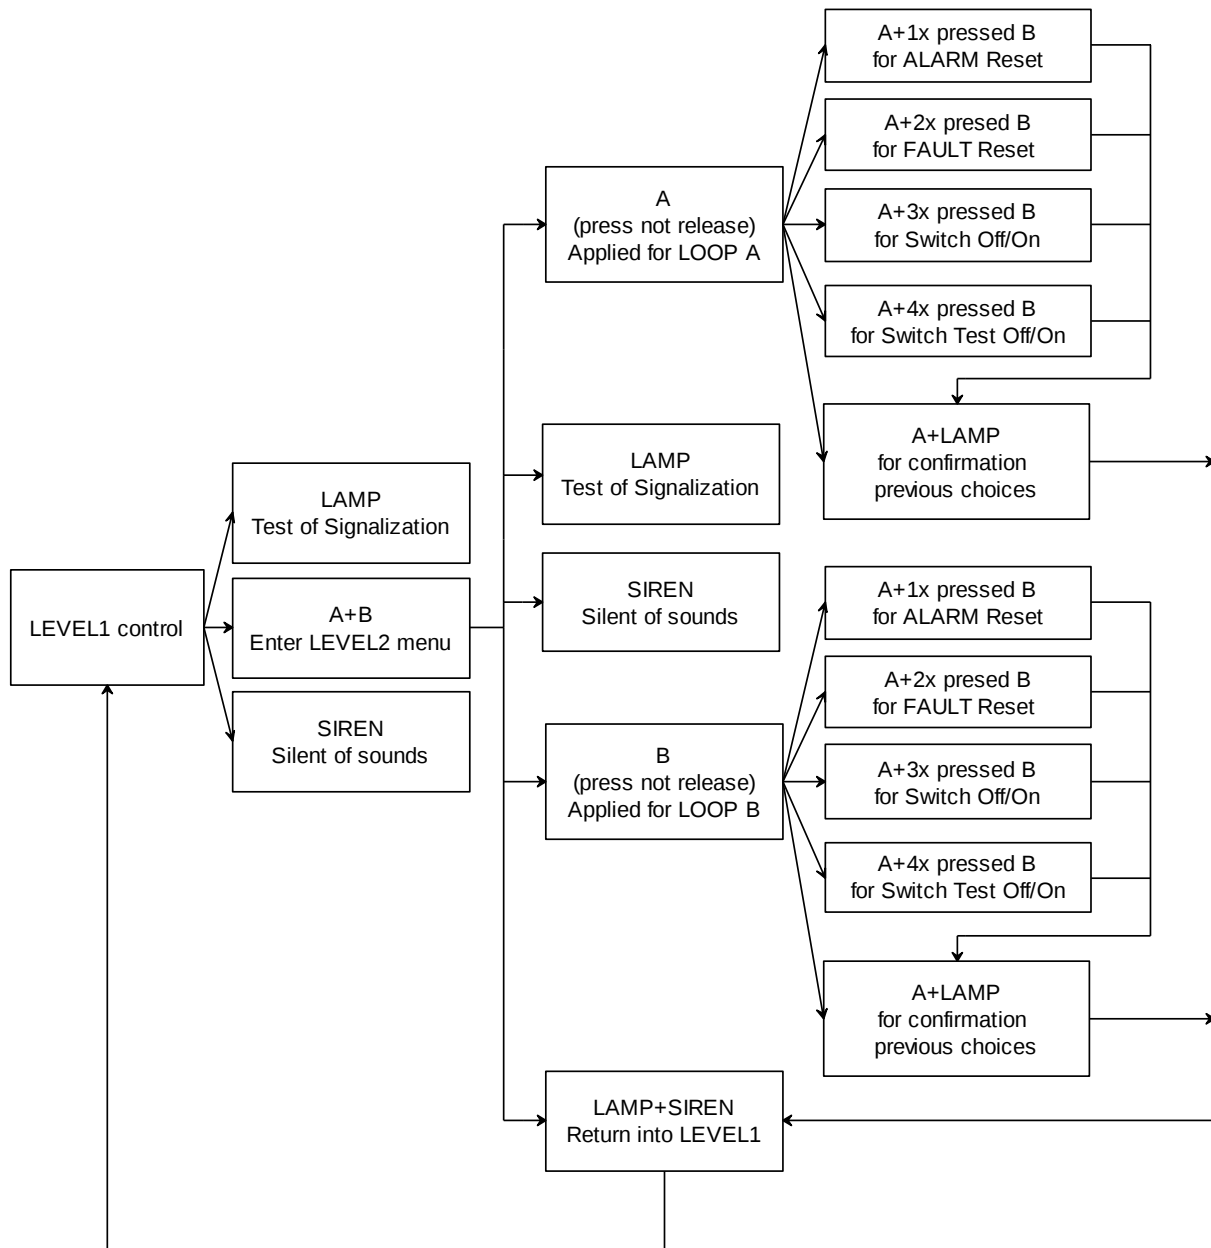 LEVEL1 control
LAMP
Test of Signalization
A+B
Enter LEVEL2 menu
SIREN
Silent of sounds
A
(press not release)
Applied for LOOP A
LAMP
Test of Signalization
SIREN
Silent of sounds
B
(press not release)
Applied for LOOP B
LAMP+SIREN
Return into LEVEL1
A+1x pressed B
for ALARM Reset
A+2x presed B
for FAULT Reset
A+3x pressed B
for Switch Off/On
A+4x pressed B
for Switch Test Off/On
A+LAMP
for confirmation
previous choices
A+1x pressed B
for ALARM Reset
A+2x presed B
for FAULT Reset
A+3x pressed B
for Switch Off/On
A+4x pressed B
for Switch Test Off/On
A+LAMP
for confirmation
previous choices